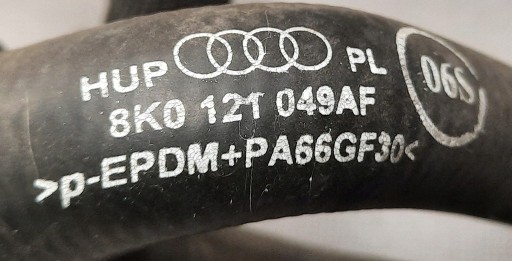 HUP PL 06S
8K0 121 049AF
>p-EPDM+PA66GF30<